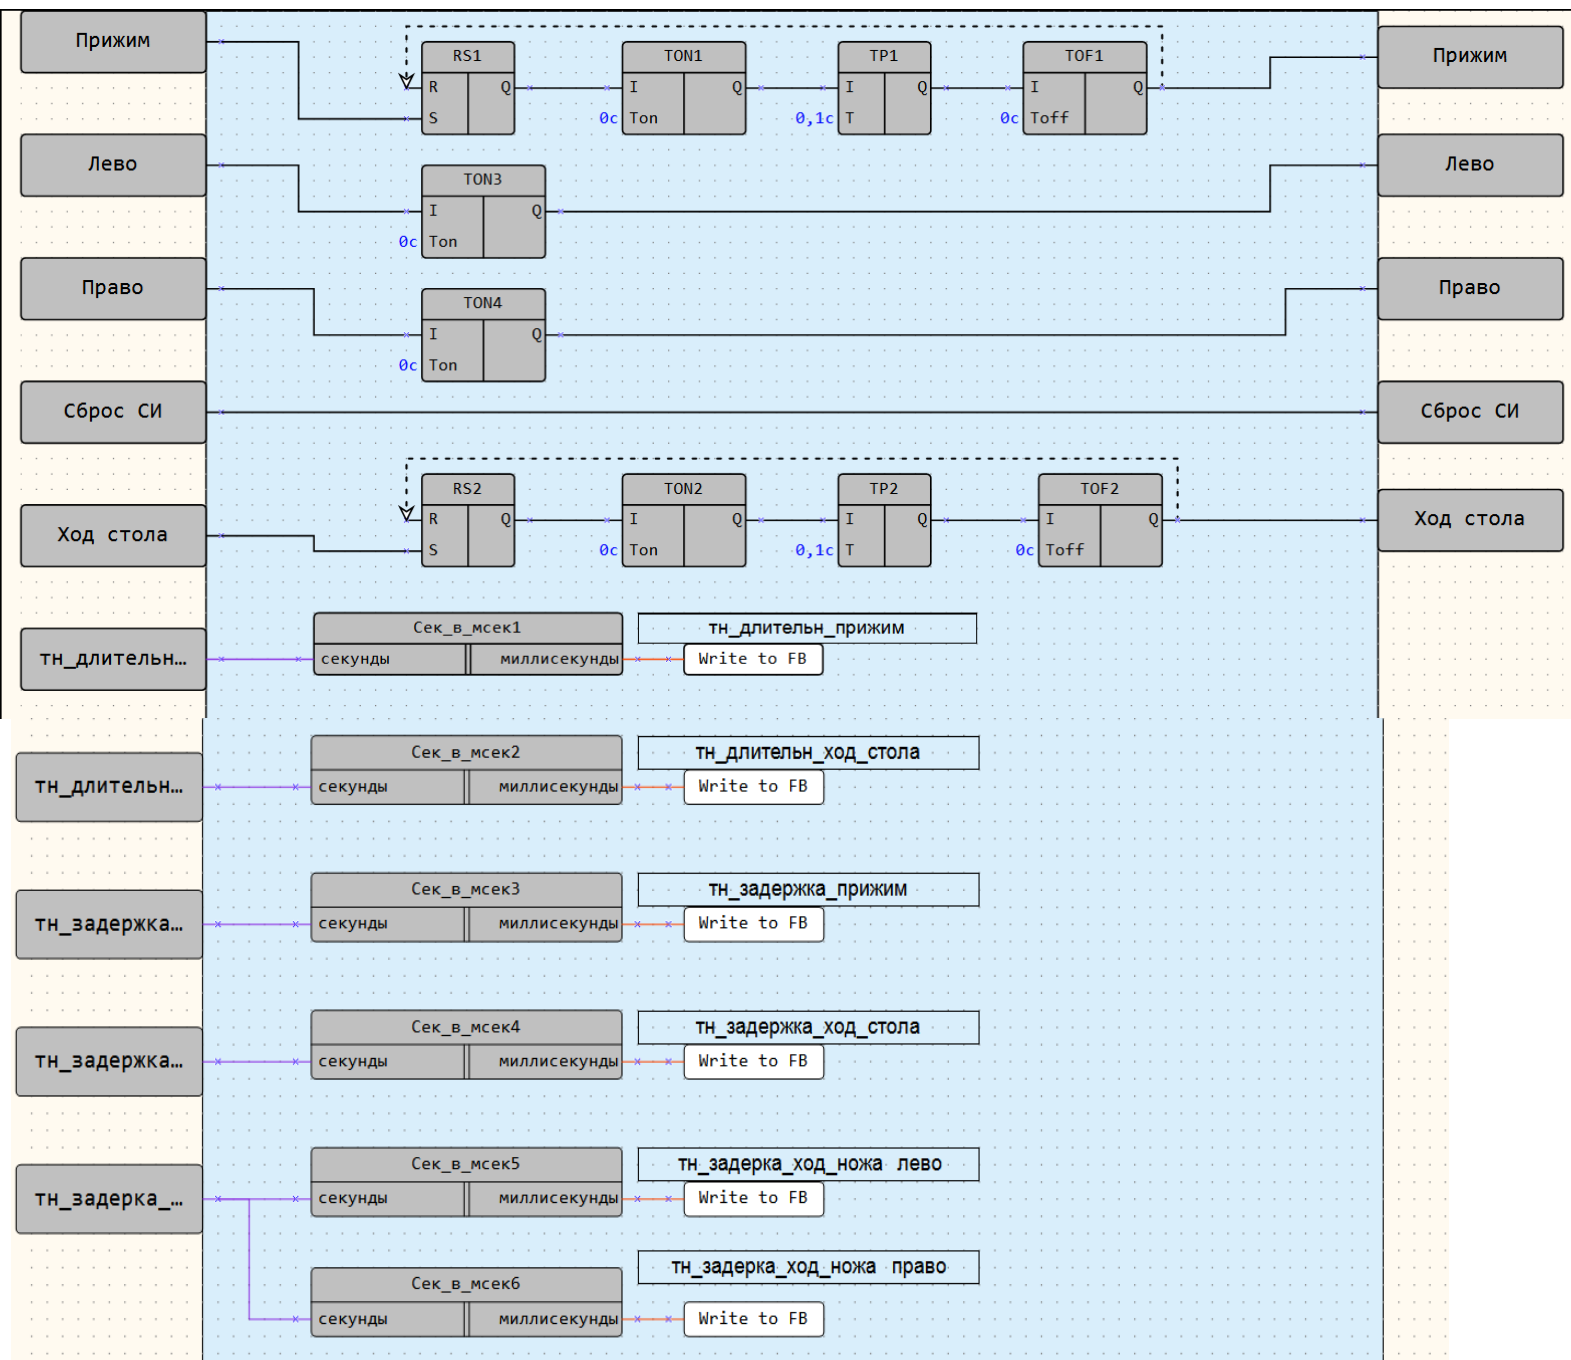 Прижим
RS1
TON1
TP1
TOF1
Прижим
R Q
I Q
I Q
I Q
S
0с Ton
0,1с T
0с Toff
Лево
TON3
Лево
I Q
0с Ton
Право
TON4
Право
I Q
0с Ton
Сброс СИ
Сброс СИ
RS2
TON2
TP2
TOF2
Ход стола
R Q
I Q
I Q
I Q
Ход стола
S
0с Ton
0,1с T
0с Toff
Сек_в_мсек1
тн_длительн_прижим
тн_длительн…
секунды миллисекунды
Write to FB
Сек_в_мсек2
тн_длительн_ход_стола
тн_длительн…
секунды миллисекунды
Write to FB
Сек_в_мсек3
тн_задержка_прижим
тн_задержка…
секунды миллисекунды
Write to FB
Сек_в_мсек4
тн_задержка_ход_стола
тн_задержка…
секунды миллисекунды
Write to FB
Сек_в_мсек5
тн_задерка_ход_ножа лево
тн_задерка_…
секунды миллисекунды
Write to FB
Сек_в_мсек6
тн_задерка_ход_ножа право
секунды миллисекунды
Write to FB